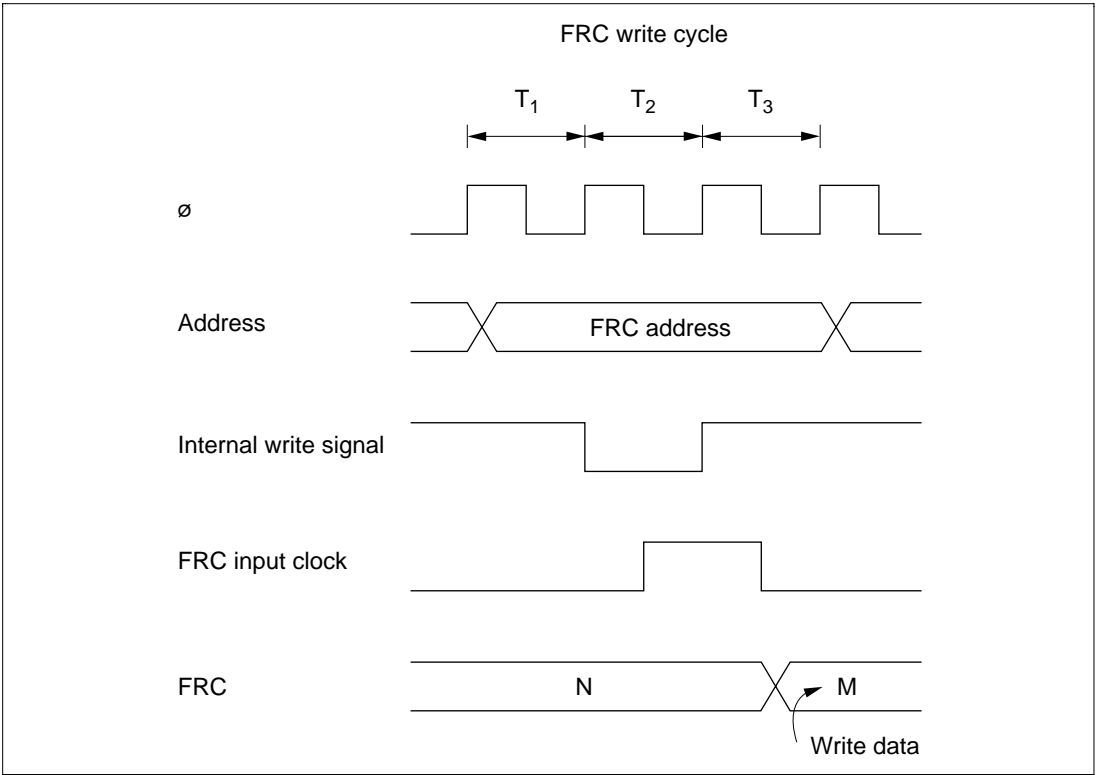 FRC write cycle
T1 T2 T3
ø
Address
FRC address
Internal write signal
FRC input clock
FRC
N
M
Write data